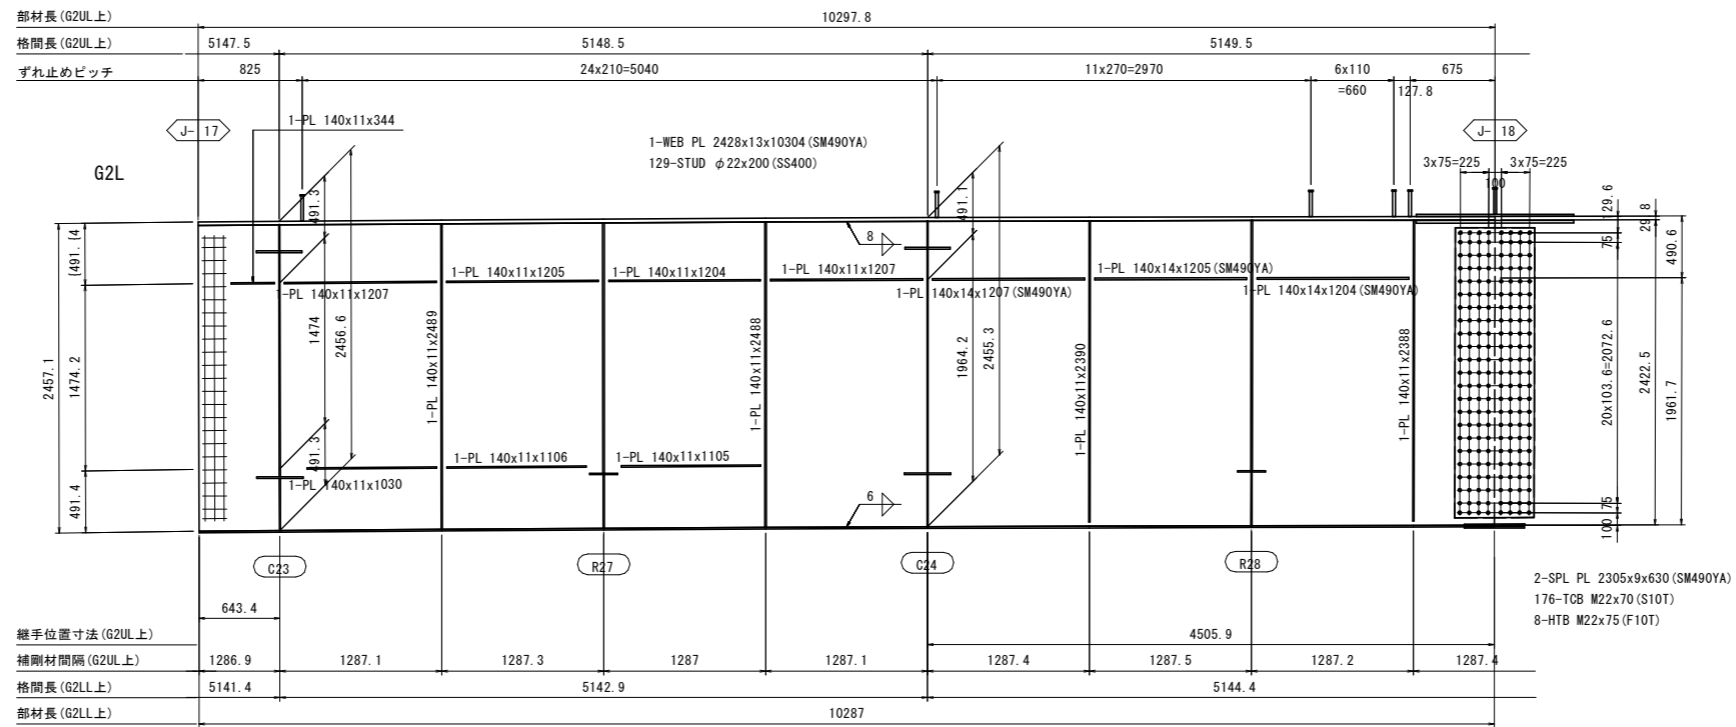 部材長(G2UL上) 10297.8
格間長(G2UL上) 5147.5 5148.5 5149.5
ずれ止めピッチ 825 24x210=5040 11x270=2970 6x110 675
=660 127.8
J- 17 1-PL 140x11x344 J- 18
1-WEB PL 2428x13x10304(SM490YA)
129-STUD φ22x200(SS400)
3x75=225 3x75=225
100
G2L
491.3 491.1 129.6 29.8
[491.[4 8 75 490.6
1-PL 140x11x1205 1-PL 140x11x1204 1-PL 140x11x1207 1-PL 140x14x1205(SM490YA)
1-PL 140x11x1207 1-PL 140x14x1207(SM490YA) 1-PL 140x14x1204(SM490YA)
2457.1
1474.2
1474
2456.6
1-PL 140x11x2489
1-PL 140x11x2488
1964.2
2455.3
1-PL 140x11x2390
1-PL 140x11x2388
20x103.6=2072.6
2422.5
1961.7
1-PL 140x11x1106 1-PL 140x11x1105
491.3
1-PL 140x11x1030
491.4 6 75
100
C23 R27 C24 R28
2-SPL PL 2305x9x630(SM490YA)
176-TCB M22x70(S10T)
8-HTB M22x75(F10T)
643.4
継手位置寸法(G2UL上) 4505.9
補剛材間隔(G2UL上) 1286.9 1287.1 1287.3 1287 1287.1 1287.4 1287.5 1287.2 1287.4
格間長(G2LL上) 5141.4 5142.9 5144.4
部材長(G2LL上) 10287